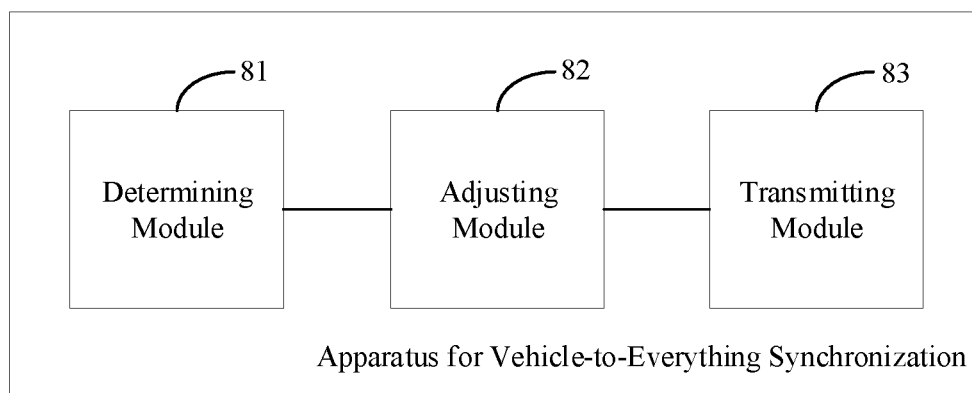 81
82
83
Determining
Module
Adjusting
Module
Transmitting
Module
Apparatus for Vehicle-to-Everything Synchronization